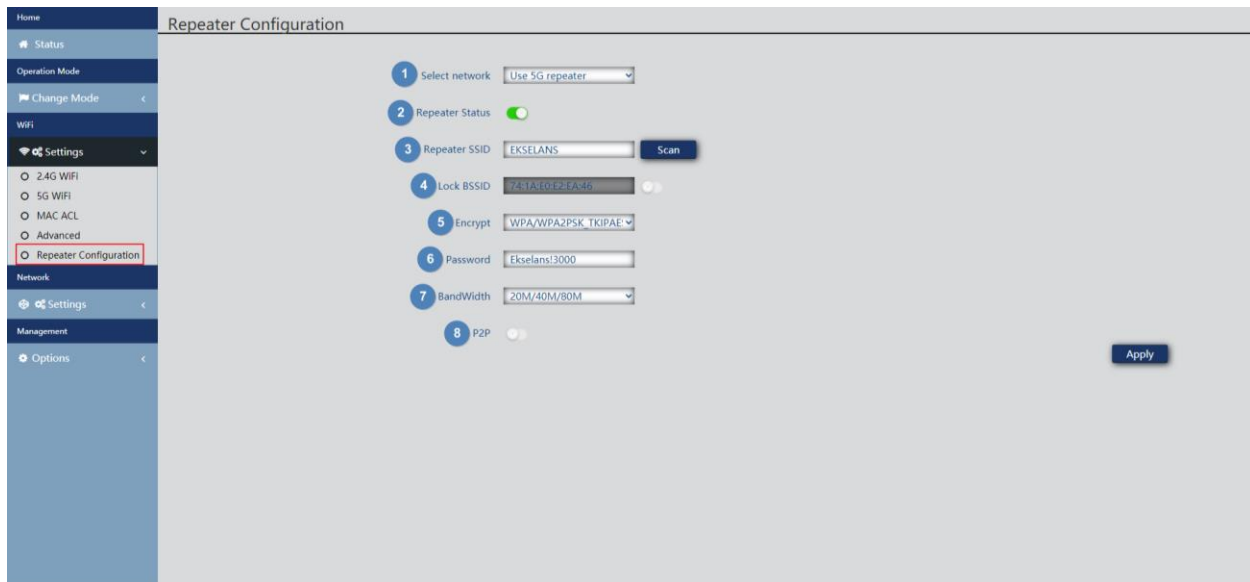 Home
Repeater Configuration
Status
Operation Mode
Change Mode
WiFi
Settings
2.4G WiFi
5G WiFi
MAC ACL
Advanced
Repeater Configuration
Network
Settings
Management
Options
1 Select network Use 5G repeater
2 Repeater Status
3 Repeater SSID EKSELANS Scan
4 Lock BSSID 74:1A:E0:E2:EA:46
5 Encrypt WPA/WPA2PSK_TKIPAES
6 Password Ekselans!3000
7 BandWidth 20M/40M/80M
8 P2P
Apply